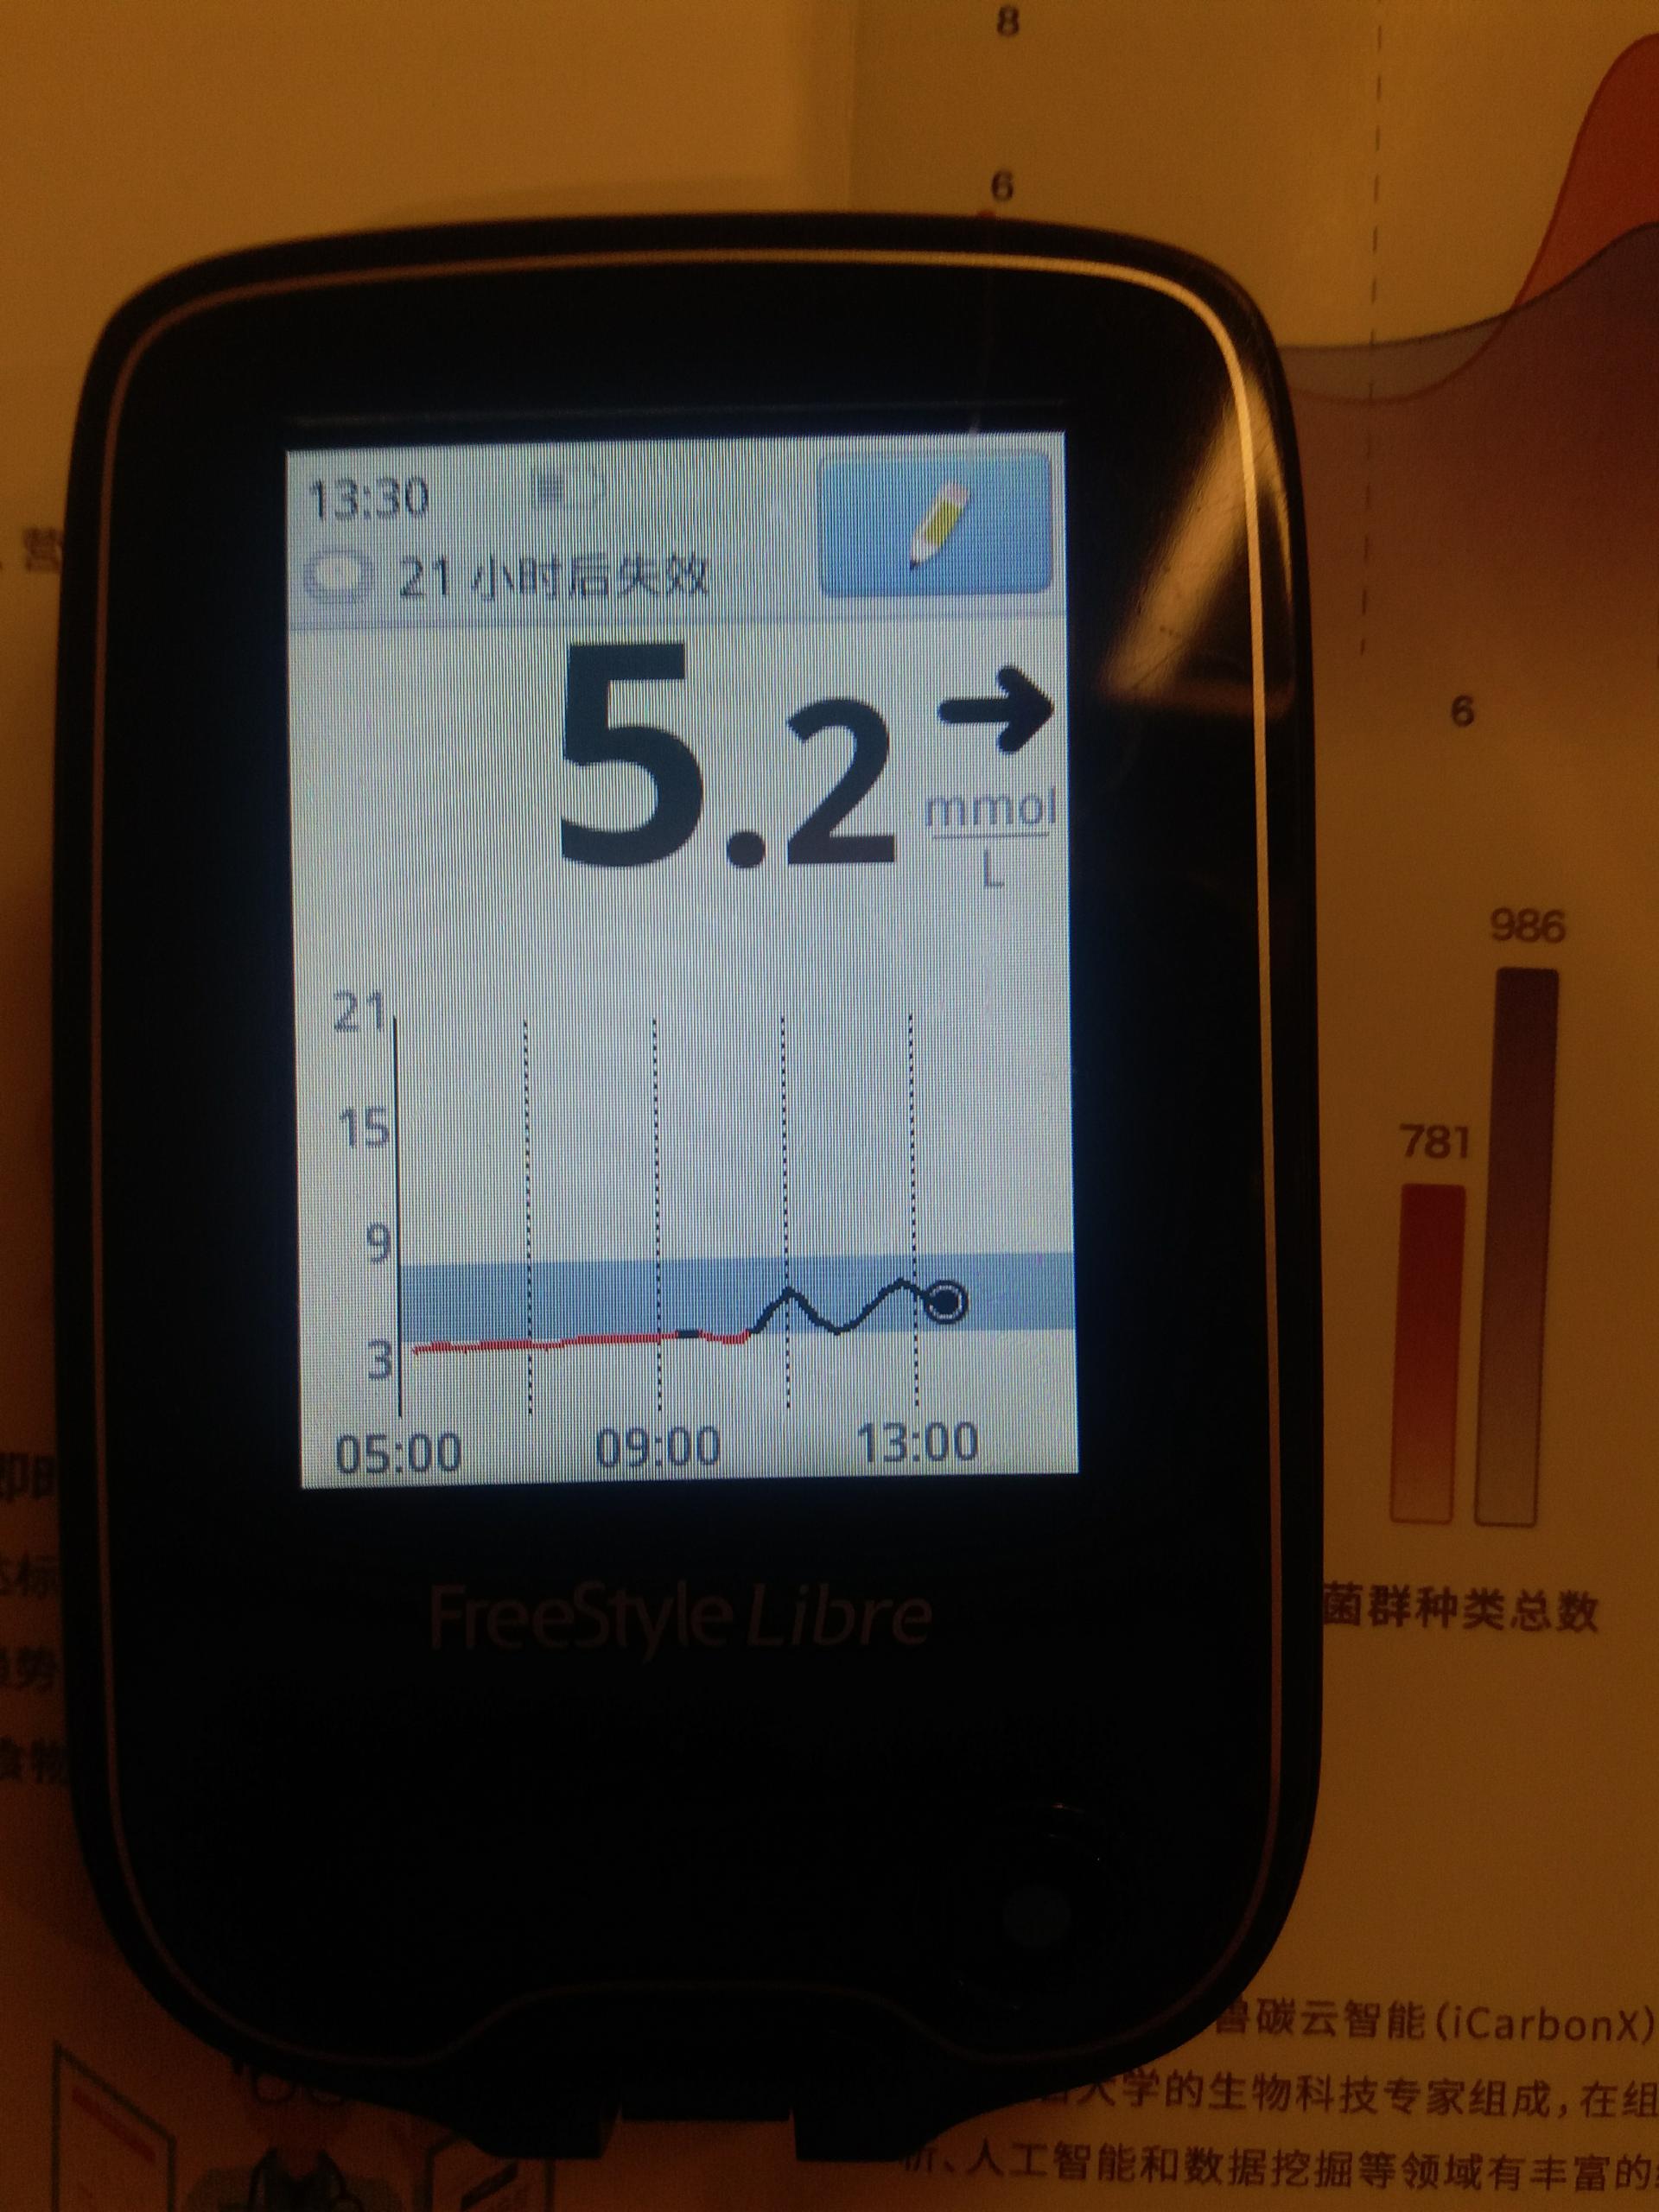 8
6
13:30
21 小时后失效
5.2
mmol
L
6
986
781
21
15
9
3
05:00 09:00 13:00
FreeStyle Libre
菌群种类总数
碳云智能(iCarbonX)
大学的生物科技专家组成,在组
、人工智能和数据挖掘等领域有丰富的